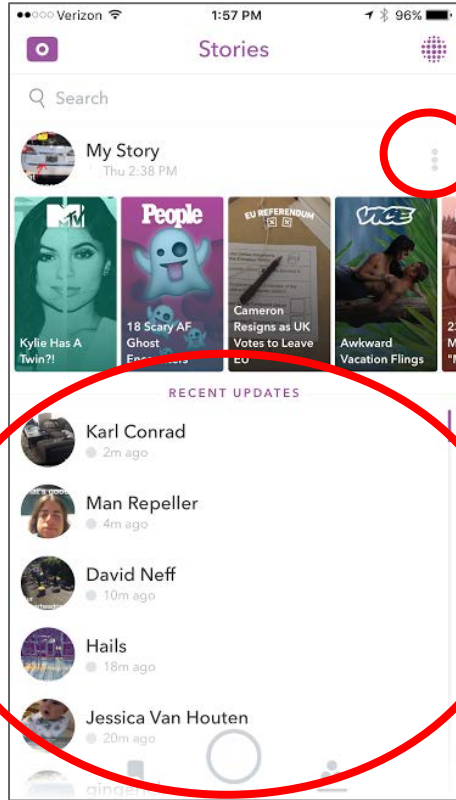 Verizon 1:57 PM 96%
Stories
Search
My Story
Thu 2:38 PM
MTV
Kylie Has A
Twin?!
People
18 Scary AF
Ghost
Encounters
EU REFERENDUM
Cameron
Resigns as UK
Votes to Leave
EU
VICE
Awkward
Vacation Flings
RECENT UPDATES
Karl Conrad
2m ago
Man Repeller
4m ago
David Neff
10m ago
Hails
18m ago
Jessica Van Houten
20m ago